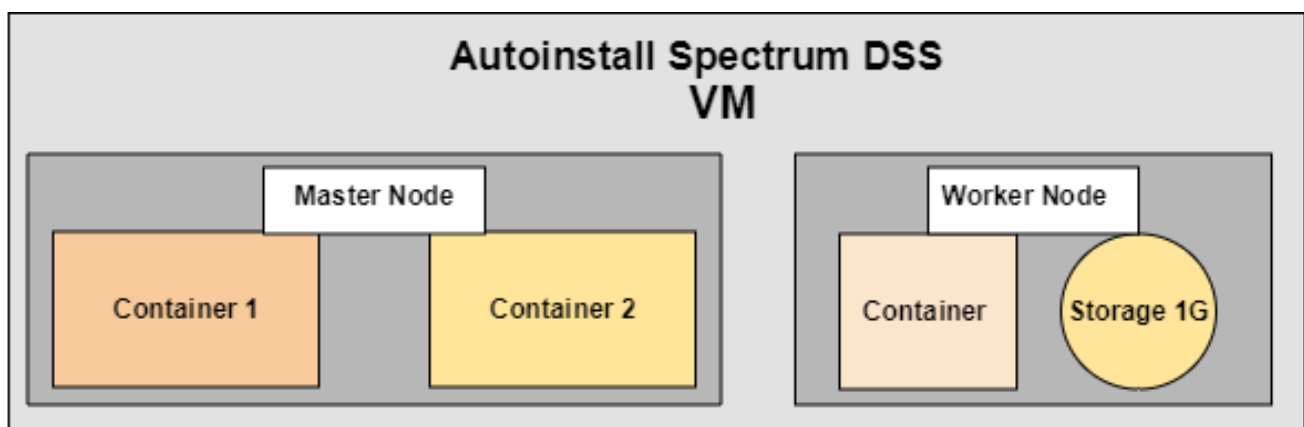 Autoinstall Spectrum DSS
VM
Master Node
Container 1
Container 2
Worker Node
Container
Storage 1G